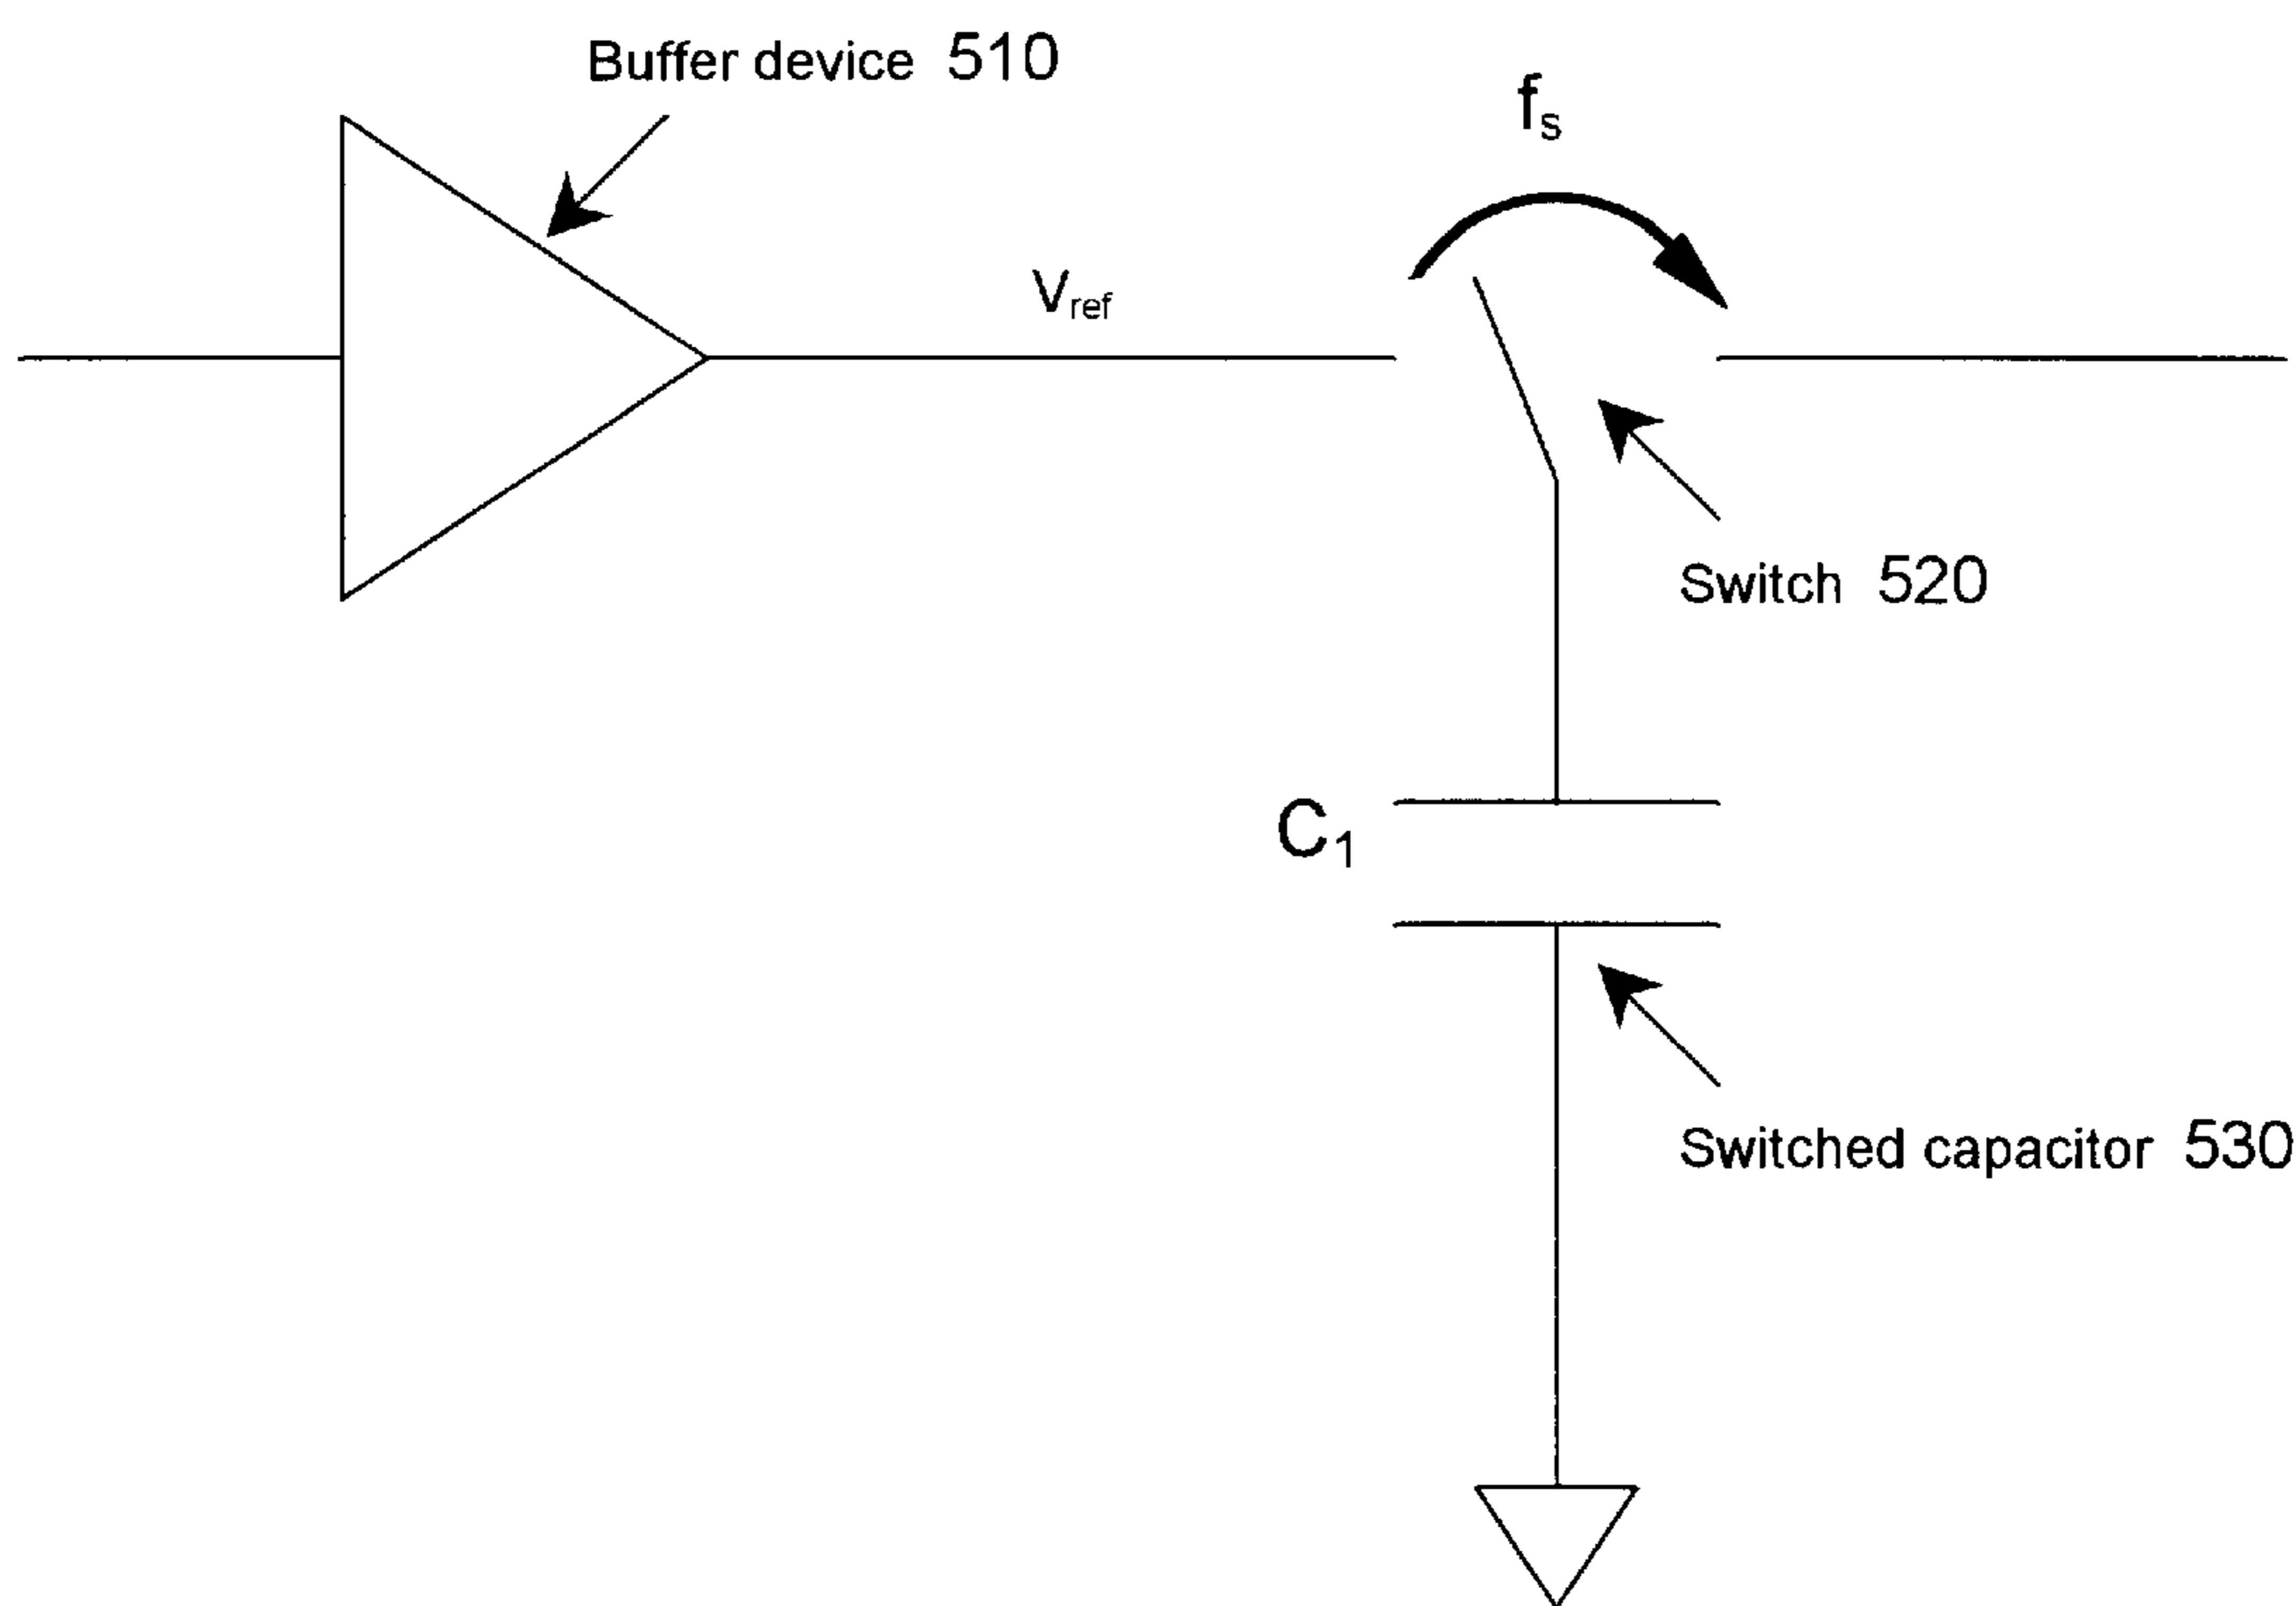 Buffer device 510
fs
Vref
Switch 520
C1
Switched capacitor 530